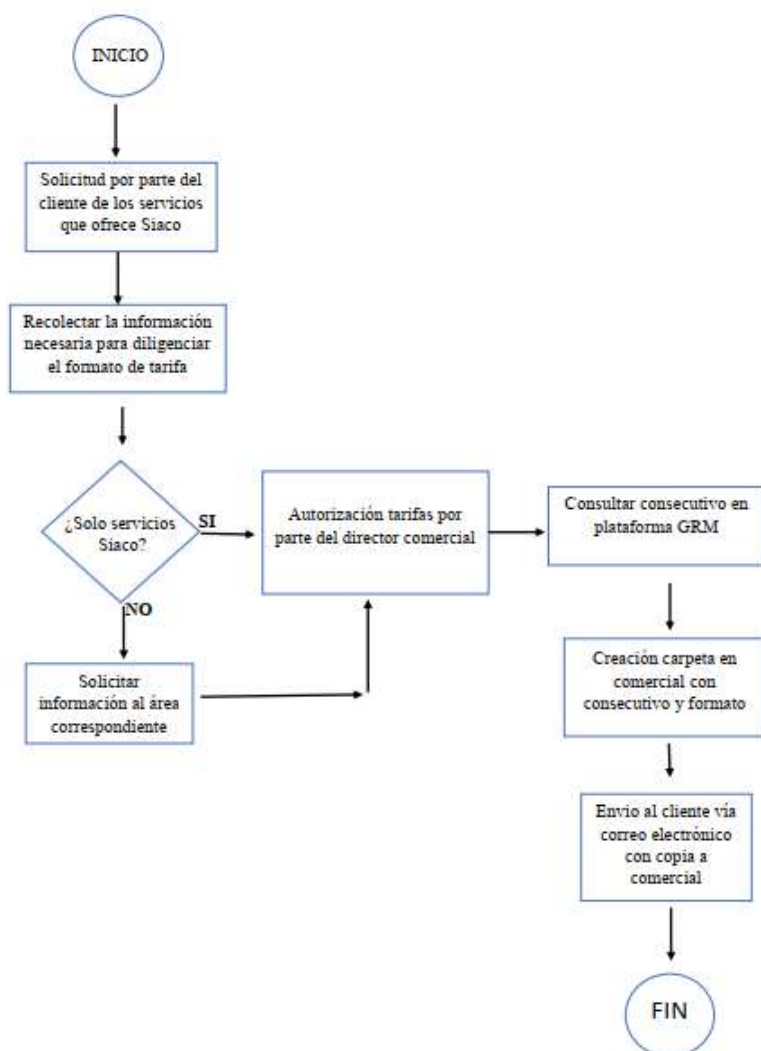 INICIO
Solicitud por parte del
cliente de los servicios
que ofrece Siaco
Recolectar la información
necesaria para diligenciar
el formato de tarifa
¿Solo servicios
Siaco?
SI
NO
Solicitar
información al área
correspondiente
Autorización tarifas por
parte del director comercial
Consultar consecutivo en
plataforma GRM
Creación carpeta en
comercial con
consecutivo y formato
Envio al cliente vía
correo electrónico
con copia a
comercial
FIN